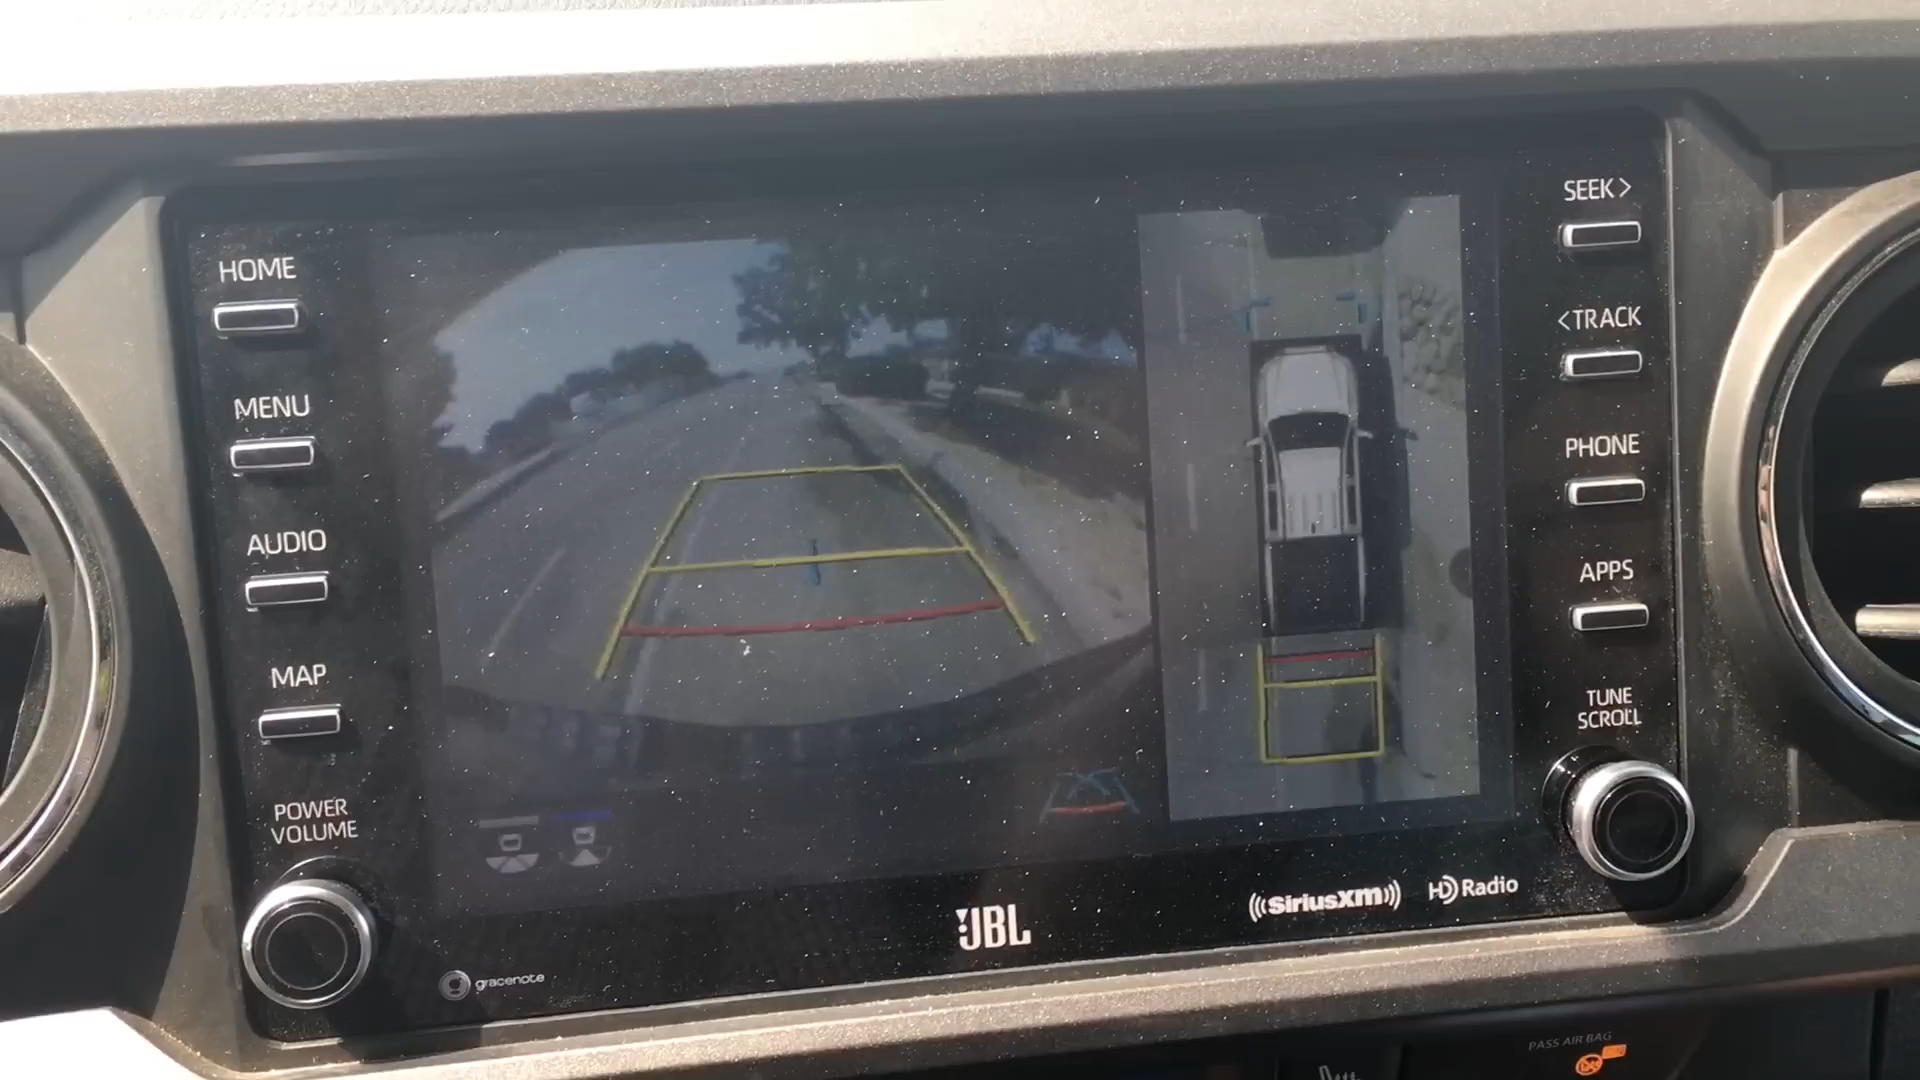 HOME
MENU
AUDIO
MAP
POWER
VOLUME
SEEK>
<TRACK
PHONE
APPS
TUNE
SCROLL
JBL
((SiriusXM))
HD Radio
gracenote
PASS AIR BAG